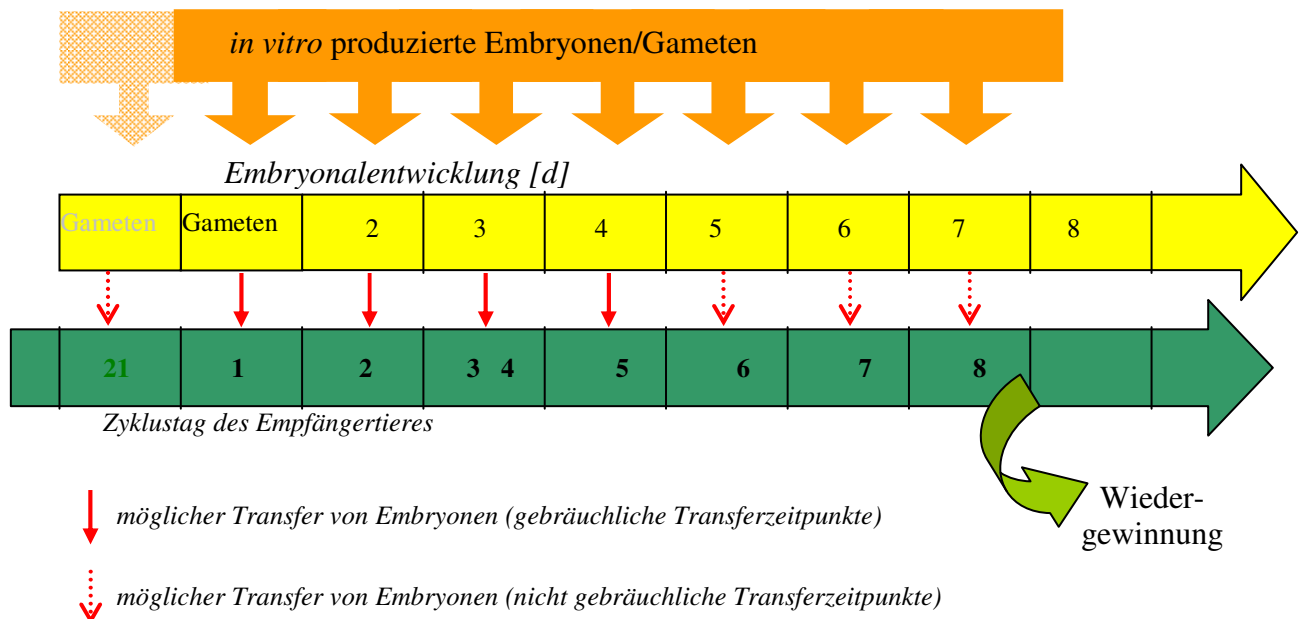 in vitro produzierte Embryonen/Gameten
Embryonalentwicklung [d]
Gameten Gameten 2 3 4 5 6 7 8
21 1 2 3 4 5 6 7 8
Zyklustag des Empfängertieres
möglicher Transfer von Embryonen (gebräuchliche Transferzeitpunkte)
Wieder-
gewinnung
möglicher Transfer von Embryonen (nicht gebräuchliche Transferzeitpunkte)